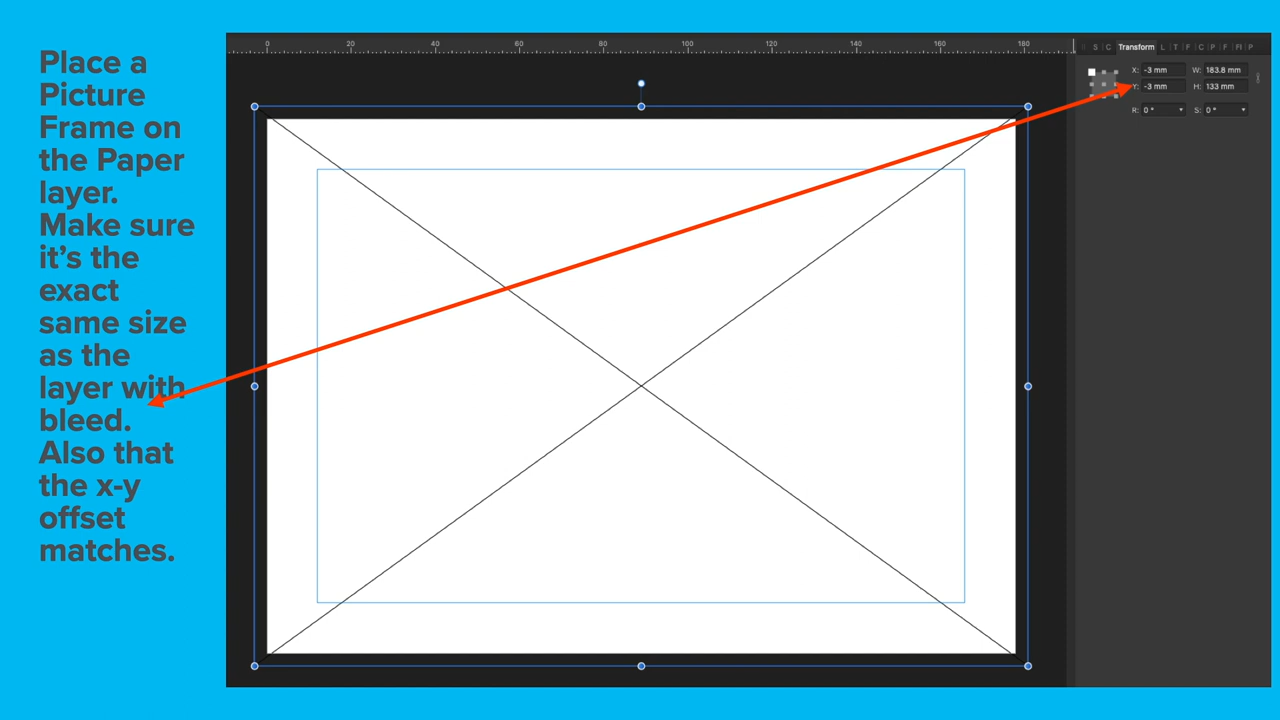 Place a
Picture
Frame on
the Paper
layer.
Make sure
it’s the
exact
same size
as the
layer with
bleed.
Also that
the x-y
offset
matches.
0 20 40 60 80 100 120 140 160 180
S C Transform L T F C P F FI P
X: -3 mm W: 183.8 mm
Y: -3 mm H: 133 mm
R: 0 ° S: 0 °